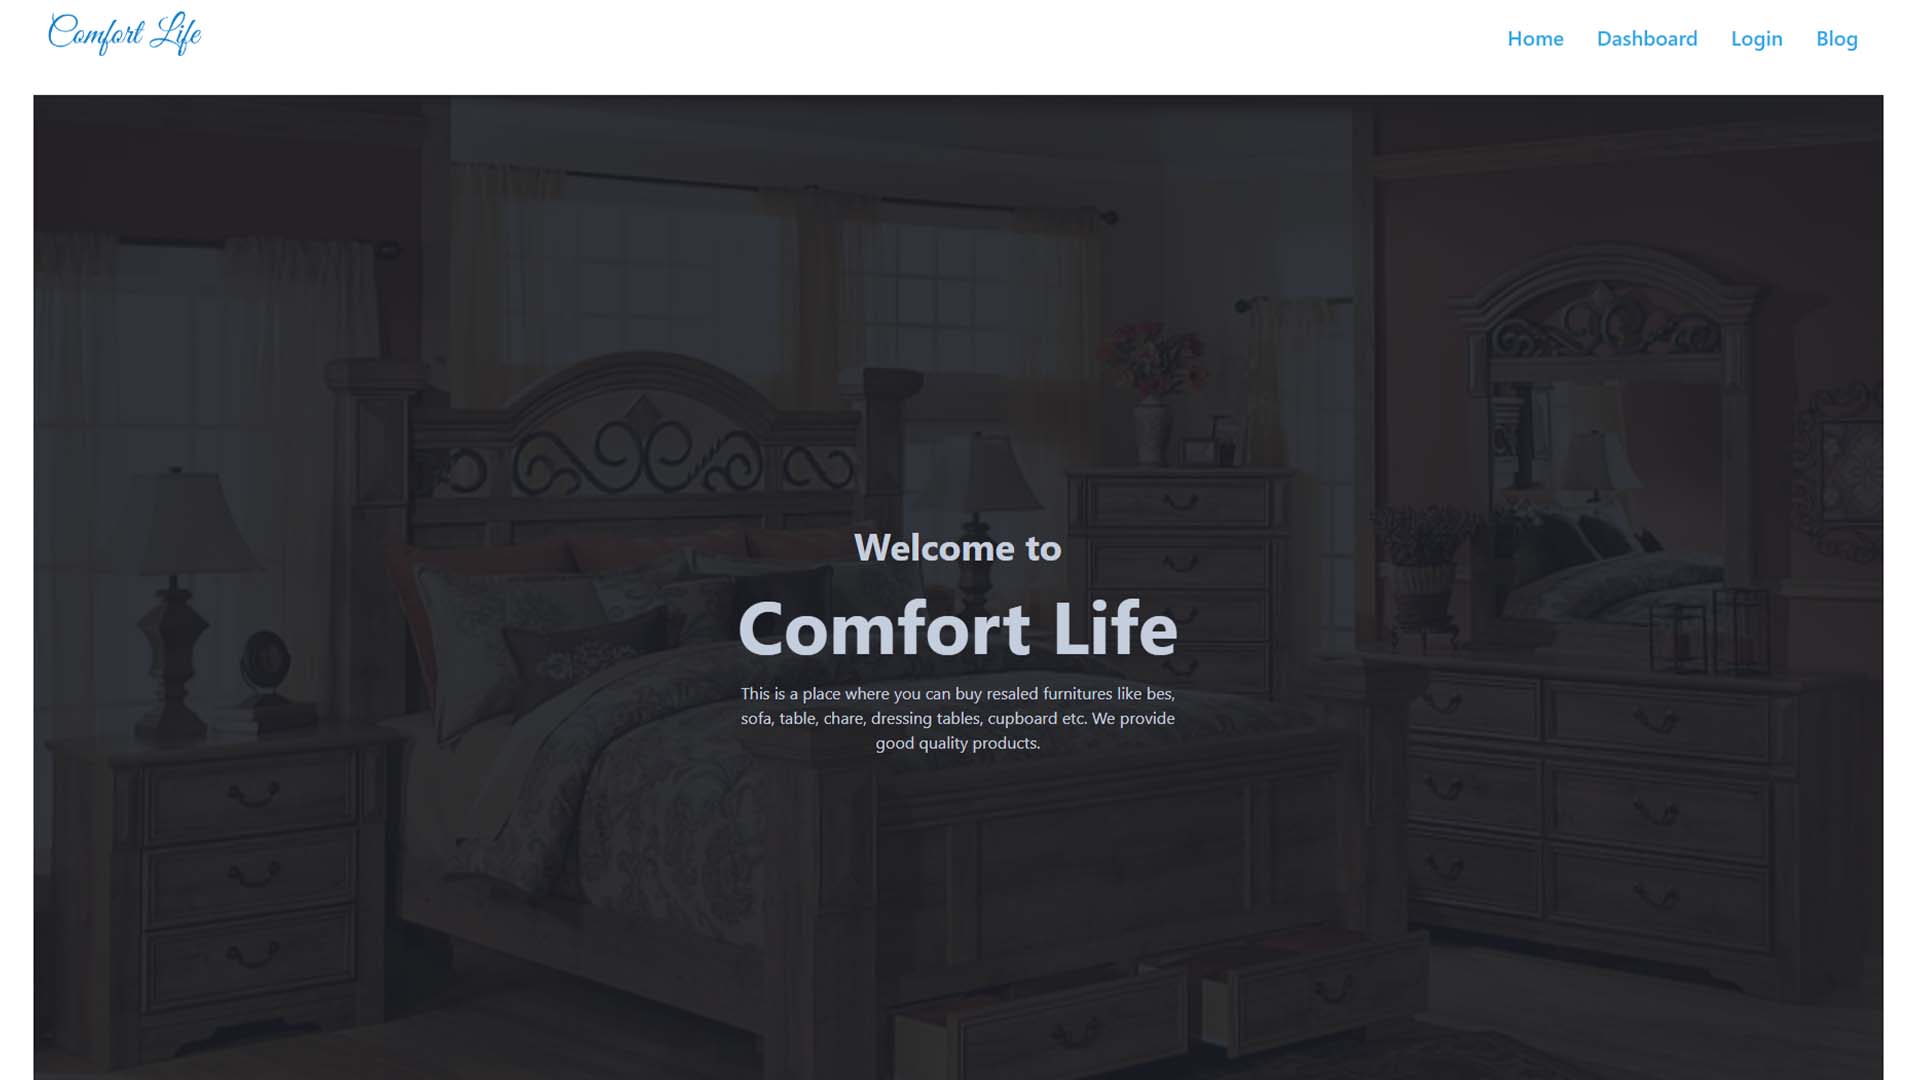 Comfort Life
Home Dashboard Login Blog
Welcome to
Comfort Life
This is a place where you can buy resaled furnitures like bes,
sofa, table, chare, dressing tables, cupboard etc. We provide
good quality products.